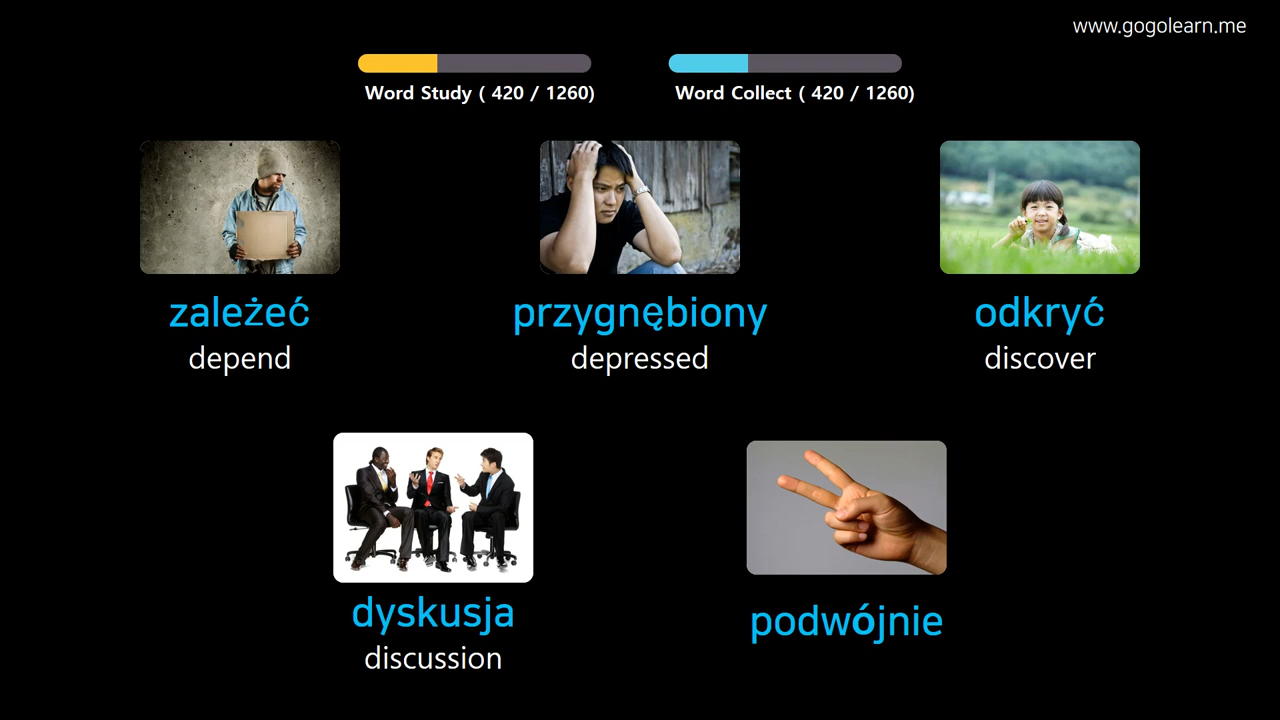 www.gogolearn.me
Word Study ( 420 / 1260)
Word Collect ( 420 / 1260)
zależeć
depend
przygnębiony
depressed
odkryć
discover
dyskusja
discussion
podwójnie